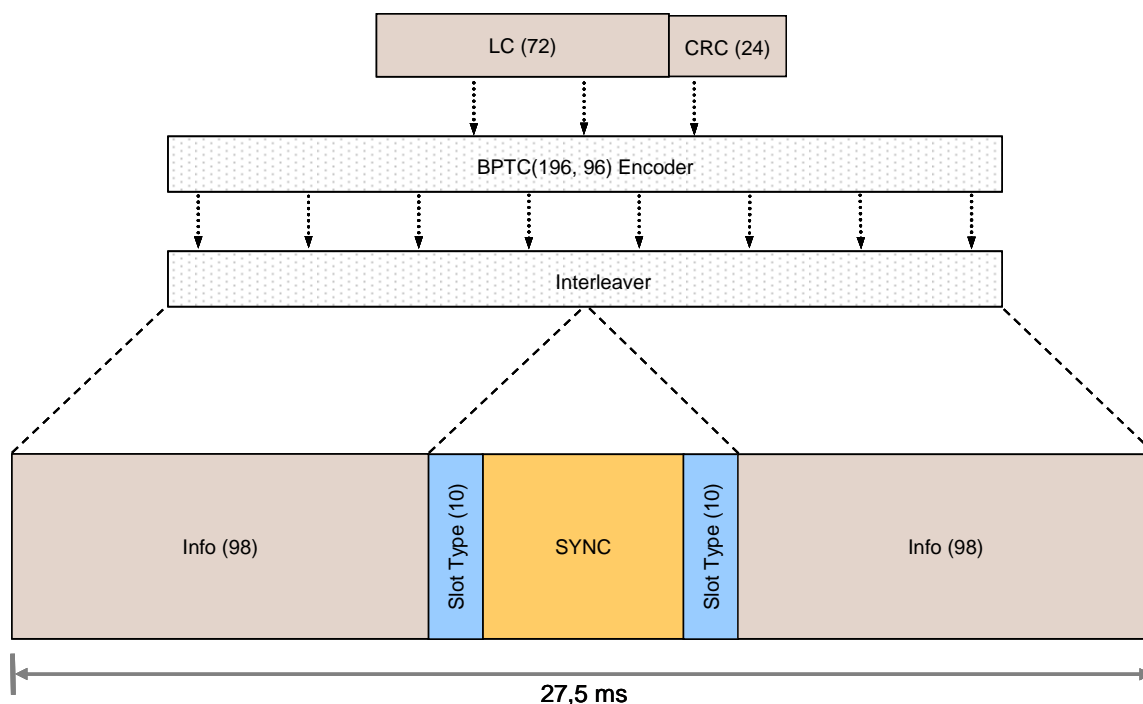 LC (72)
CRC (24)
BPTC(196, 96) Encoder
Interleaver
Info (98)
Slot Type (10)
SYNC
Slot Type (10)
Info (98)
27,5 ms